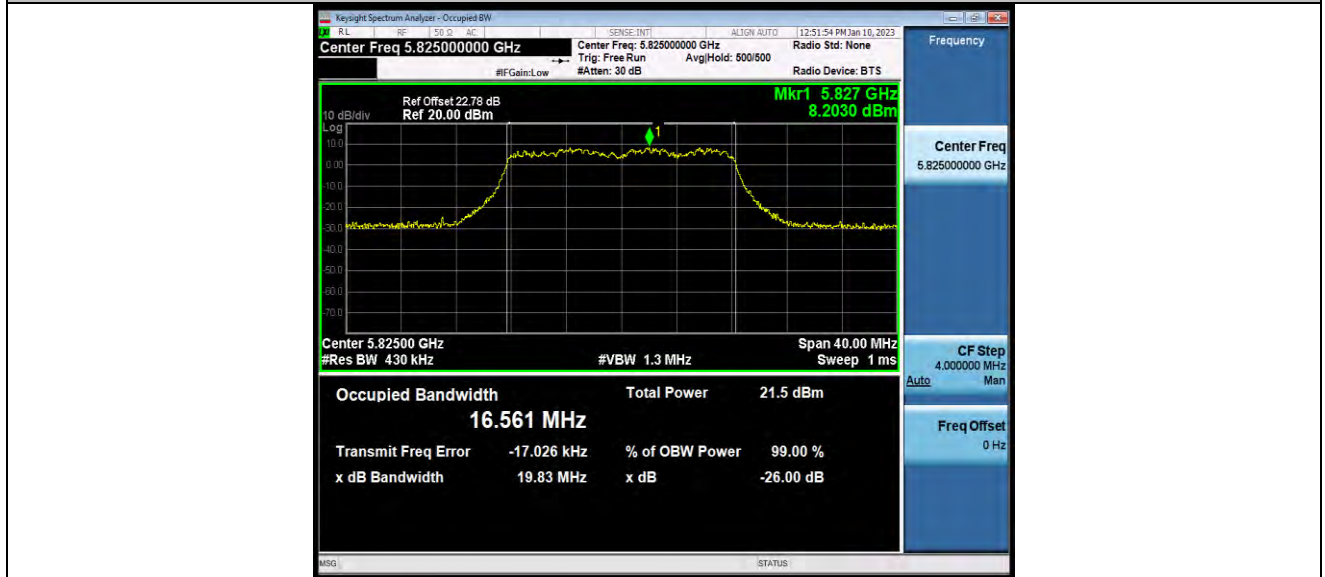 Keysight Spectrum Analyzer - Occupied BW
RL RF 50 Ω AC SENSE:INT ALIGN AUTO 12:51:54 PM Jan 10, 2023
Center Freq 5.825000000 GHz
Center Freq: 5.825000000 GHz
Radio Std: None
Trig: Free Run Avg|Hold: 500/500
#IFGain:Low
#Atten: 30 dB
Radio Device: BTS
Frequency
Mkr1 5.827 GHz
8.2030 dBm
Ref Offset 22.78 dB
10 dB/div Ref 20.00 dBm
Log
10.0
0.00
-10.0
-20.0
-30.0
-40.0
-50.0
-60.0
-70.0
1
Center 5.82500 GHz
Span 40.00 MHz
#Res BW 430 kHz
#VBW 1.3 MHz
Sweep 1 ms
Center Freq
5.825000000 GHz
CF Step
4.000000 MHz
Auto Man
Freq Offset
0 Hz
Occupied Bandwidth
16.561 MHz
Total Power 21.5 dBm
Transmit Freq Error -17.026 kHz
% of OBW Power 99.00 %
x dB Bandwidth 19.83 MHz
x dB -26.00 dB
MSG
STATUS